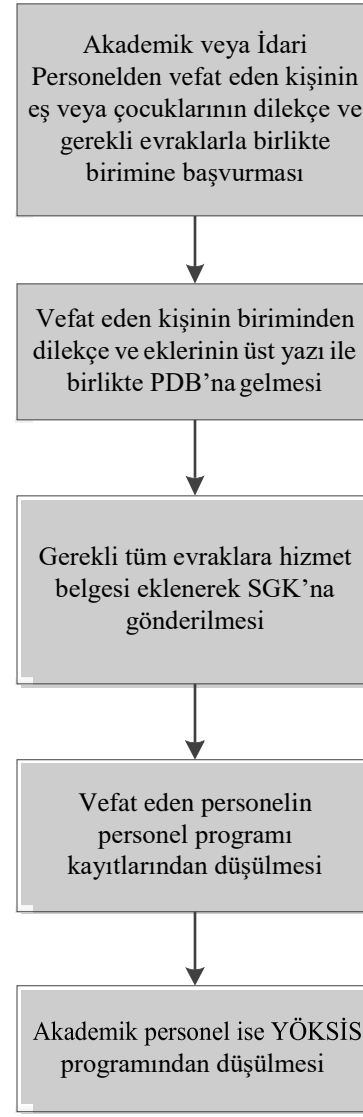 Akademik veya İdari
Personelden vefat eden kişinin
eş veya çocuklarının dilekçe ve
gerekli evraklarla birlikte
birimine başvurması
Vefat eden kişinin biriminden
dilekçe ve eklerinin üst yazı ile
birlikte PDB’na gelmesi
Gerekli tüm evraklara hizmet
belgesi eklenerek SGK’na
gönderilmesi
Vefat eden personelin
personel programı
kayıtlarından düşülmesi
Akademik personel ise YÖKSİS
programından düşülmesi